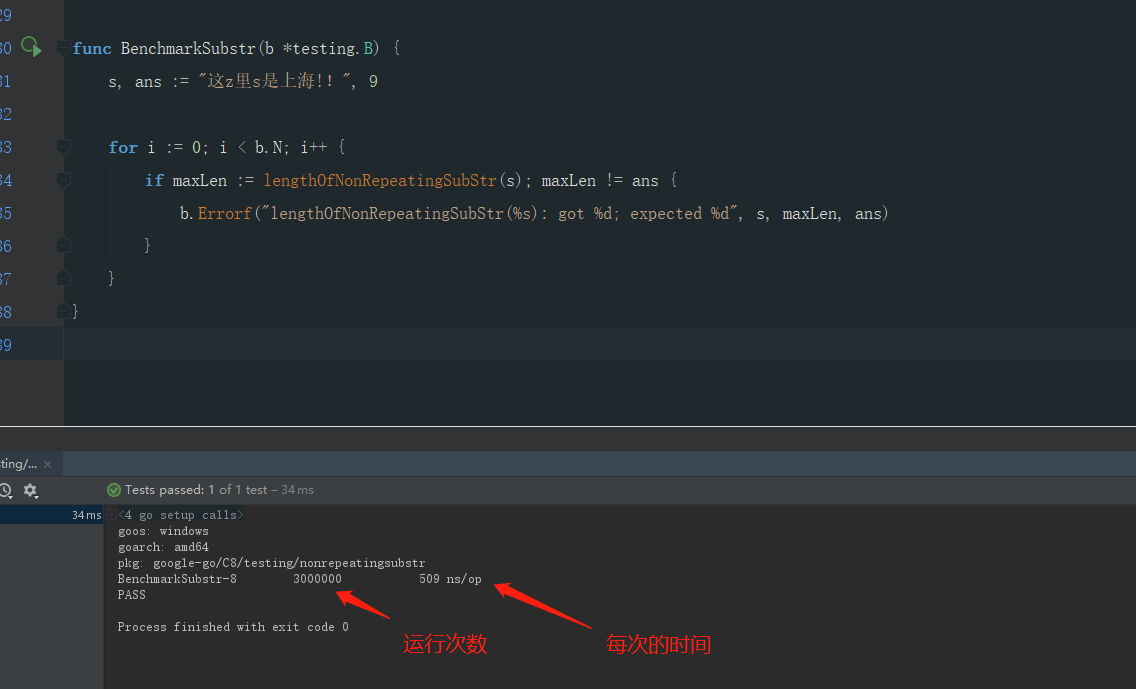 29
30 func BenchmarkSubstr(b *testing.B) {
31 s, ans := "这z里s是上海!! ", 9
32
33 for i := 0; i < b.N; i++ {
34 if maxLen := lengthOfNonRepeatingSubStr(s); maxLen != ans {
35 b.Errorf("lengthOfNonRepeatingSubStr(%s): got %d; expected %d", s, maxLen, ans)
36 }
37 }
38 }
39
ting/... ×
Tests passed: 1 of 1 test – 34 ms
34 ms <4 go setup calls>
goos: windows
goarch: amd64
pkg: google-go/C8/testing/nonrepeatingsubstr
BenchmarkSubstr-8 3000000 509 ns/op
PASS
Process finished with exit code 0
运行次数 每次的时间